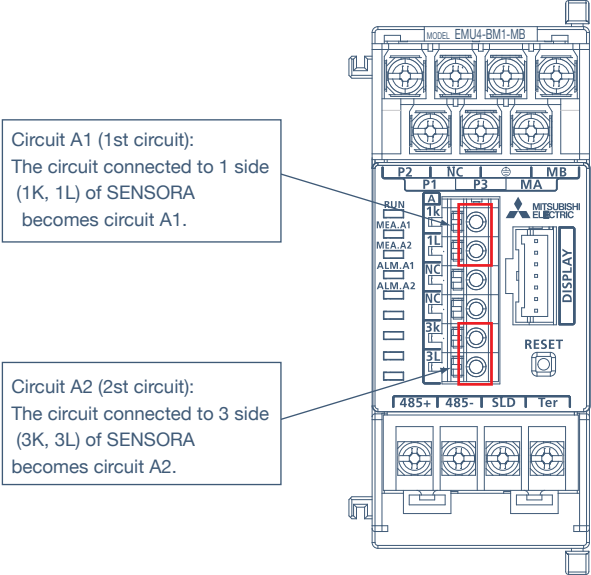 MODEL EMU4-BM1-MB
Circuit A1 (1st circuit):
The circuit connected to 1 side
(1K, 1L) of SENSORA
becomes circuit A1.
P2 NC MB
P1 P3 MA
A
RUN
1k
MITSUBISHI
ELECTRIC
MEA.A1
1L
MEA.A2
ALM.A1
NC
ALM.A2
DISPLAY
NC
3k
RESET
3L
Circuit A2 (2st circuit):
The circuit connected to 3 side
(3K, 3L) of SENSORA
becomes circuit A2.
485+ 485- SLD Ter